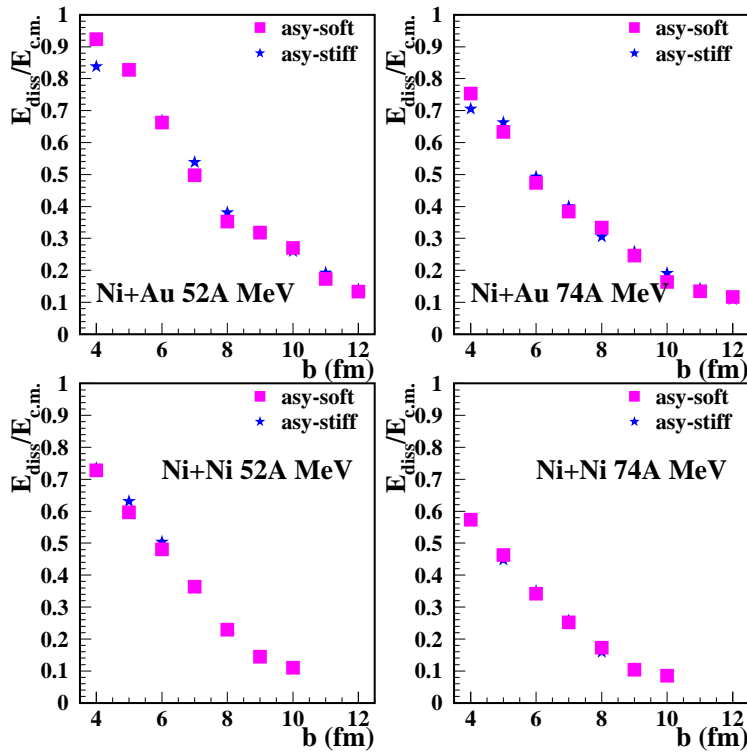 E_diss/E_c.m.
1
0.9
0.8
0.7
0.6
0.5
0.4
0.3
0.2
0.1
0
asy-soft
asy-stiff
Ni+Au 52A MeV
4 6 8 10 12
b (fm)
E_diss/E_c.m.
1
0.9
0.8
0.7
0.6
0.5
0.4
0.3
0.2
0.1
0
asy-soft
asy-stiff
Ni+Au 74A MeV
4 6 8 10 12
b (fm)
E_diss/E_c.m.
1
0.9
0.8
0.7
0.6
0.5
0.4
0.3
0.2
0.1
0
asy-soft
asy-stiff
Ni+Ni 52A MeV
4 6 8 10 12
b (fm)
E_diss/E_c.m.
1
0.9
0.8
0.7
0.6
0.5
0.4
0.3
0.2
0.1
0
asy-soft
asy-stiff
Ni+Ni 74A MeV
4 6 8 10 12
b (fm)